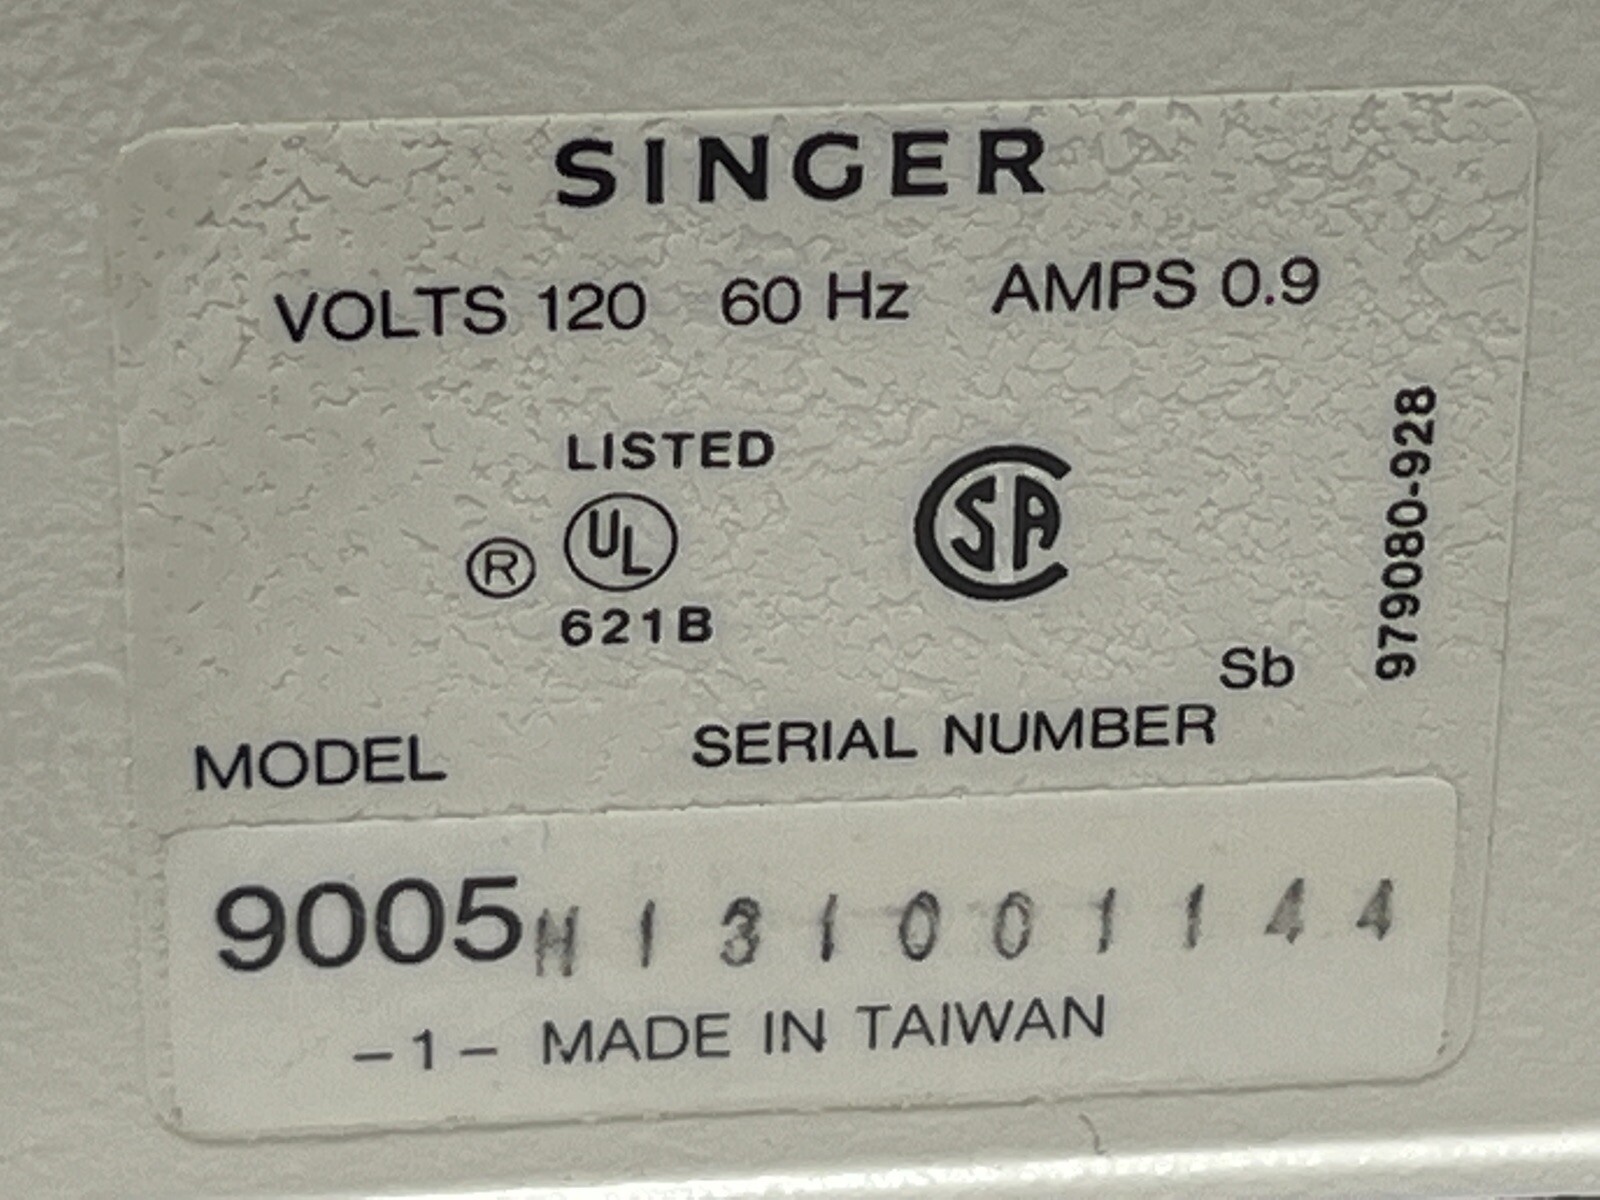 SINGER
VOLTS 120 60 Hz AMPS 0.9
LISTED
® UL
621B
CSA
979080-928
Sb
MODEL SERIAL NUMBER
9005 H131001144
-1- MADE IN TAIWAN